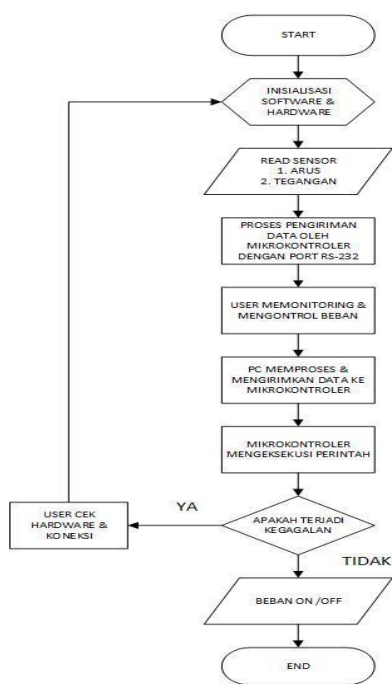 START
INISIALISASI
SOFTWARE &
HARDWARE
READ SENSOR
1. ARUS
2. TEGANGAN
PROSES PENGIRIMAN
DATA OLEH
MIKROKONTROLER
DENGAN PORT RS-232
USER MEMONITORING &
MENGONTROL BEBAN
PC MEMPROSES &
MENGIRIMKAN DATA KE
MIKROKONTROLER
MIKROKONTROLER
MENGEKSEKUSI PERINTAH
APAKAH TERJADI
KEGAGALAN
YA
USER CEK
HARDWARE &
KONEKSI
TIDAK
BEBAN ON /OFF
END